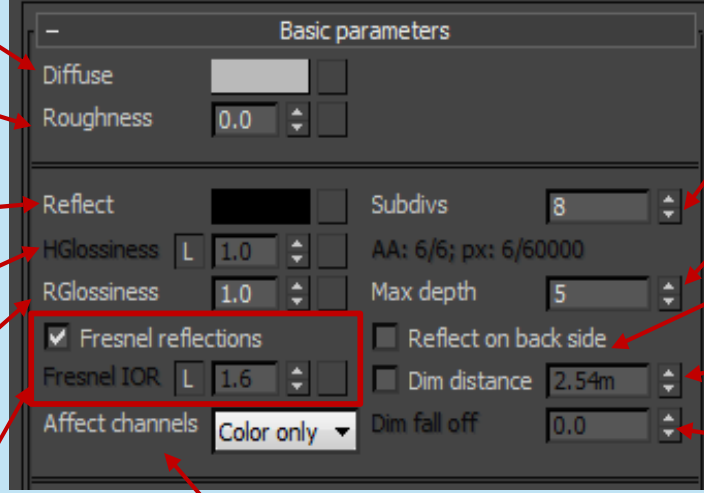 − Basic parameters
Diffuse
Roughness 0.0
Reflect Subdivs 8
HGlossiness L 1.0 AA: 6/6; px: 6/60000
RGlossiness 1.0 Max depth 5
Fresnel reflections Reflect on back side
Fresnel IOR L 1.6 Dim distance 2.54m
Affect channels Color only Dim fall off 0.0